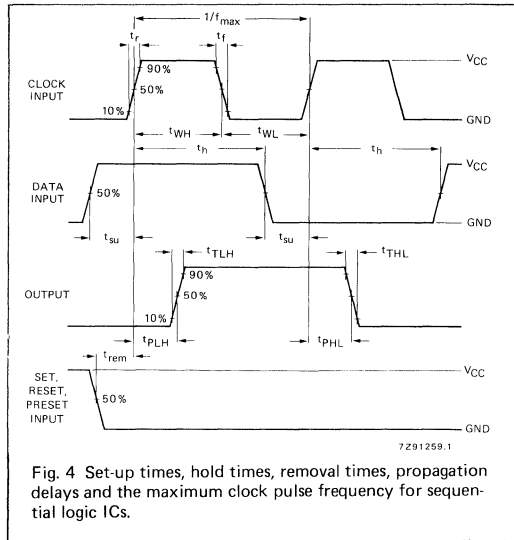 1/fmax
tr
tf
VCC
90%
CLOCK
INPUT
50%
10%
GND
tWH
tWL
th
th
VCC
DATA
INPUT
50%
GND
tsu
tsu
tTLH
tTHL
90%
OUTPUT
50%
10%
tPLH
tPHL
trem
VCC
SET,
RESET,
PRESET
INPUT
50%
GND
7Z91259.1
Fig. 4 Set-up times, hold times, removal times, propagation
delays and the maximum clock pulse frequency for sequen-
tial logic ICs.